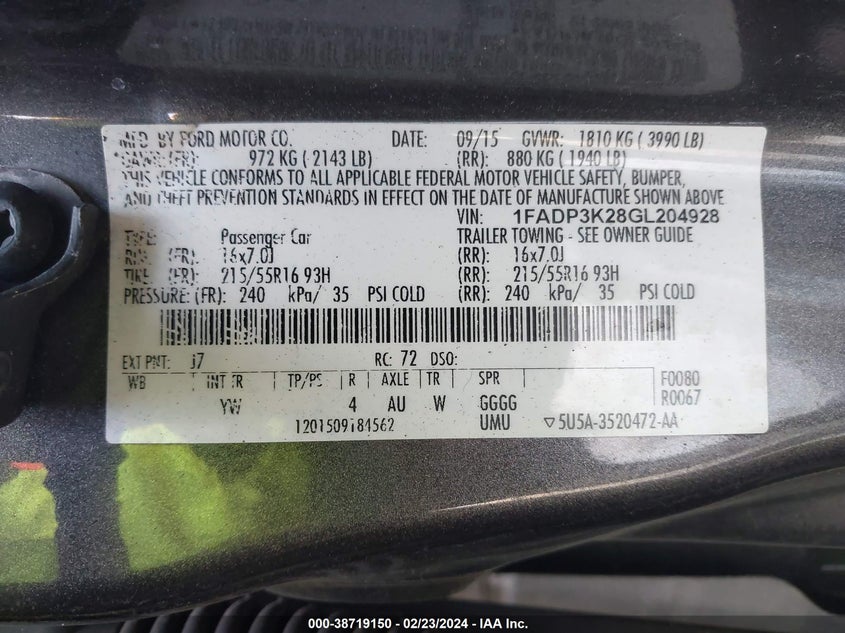 MFD BY FORD MOTOR CO. DATE: 09/15 GVWR: 1810 KG ( 3990 LB)
GAWR:(FR): 972 KG ( 2143 LB) (RR): 880 KG ( 1940 LB)
THIS VEHICLE CONFORMS TO ALL APPLICABLE FEDERAL MOTOR VEHICLE SAFETY, BUMPER,
AND THEFT PREVENTION STANDARDS IN EFFECT ON THE DATE OF MANUFACTURE SHOWN ABOVE
VIN: 1FADP3K28GL204928
TYPE: Passenger Car TRAILER TOWING - SEE OWNER GUIDE
RIM: (FR): 16x7.0J (RR): 16x7.0J
TIRE: (FR): 215/55R16 93H (RR): 215/55R16 93H
PRESSURE: (FR): 240 kPa/ 35 PSI COLD (RR): 240 kPa/ 35 PSI COLD
EXT PNT: J7 RC: 72 DSO:
WB INT TR TP/PS R AXLE TR SPR F0080
YW 4 AU W GGGG R0067
1201509184562 UMU 5U5A-3520472-AA
000-38719150 — 02/23/2024 — IAA Inc.